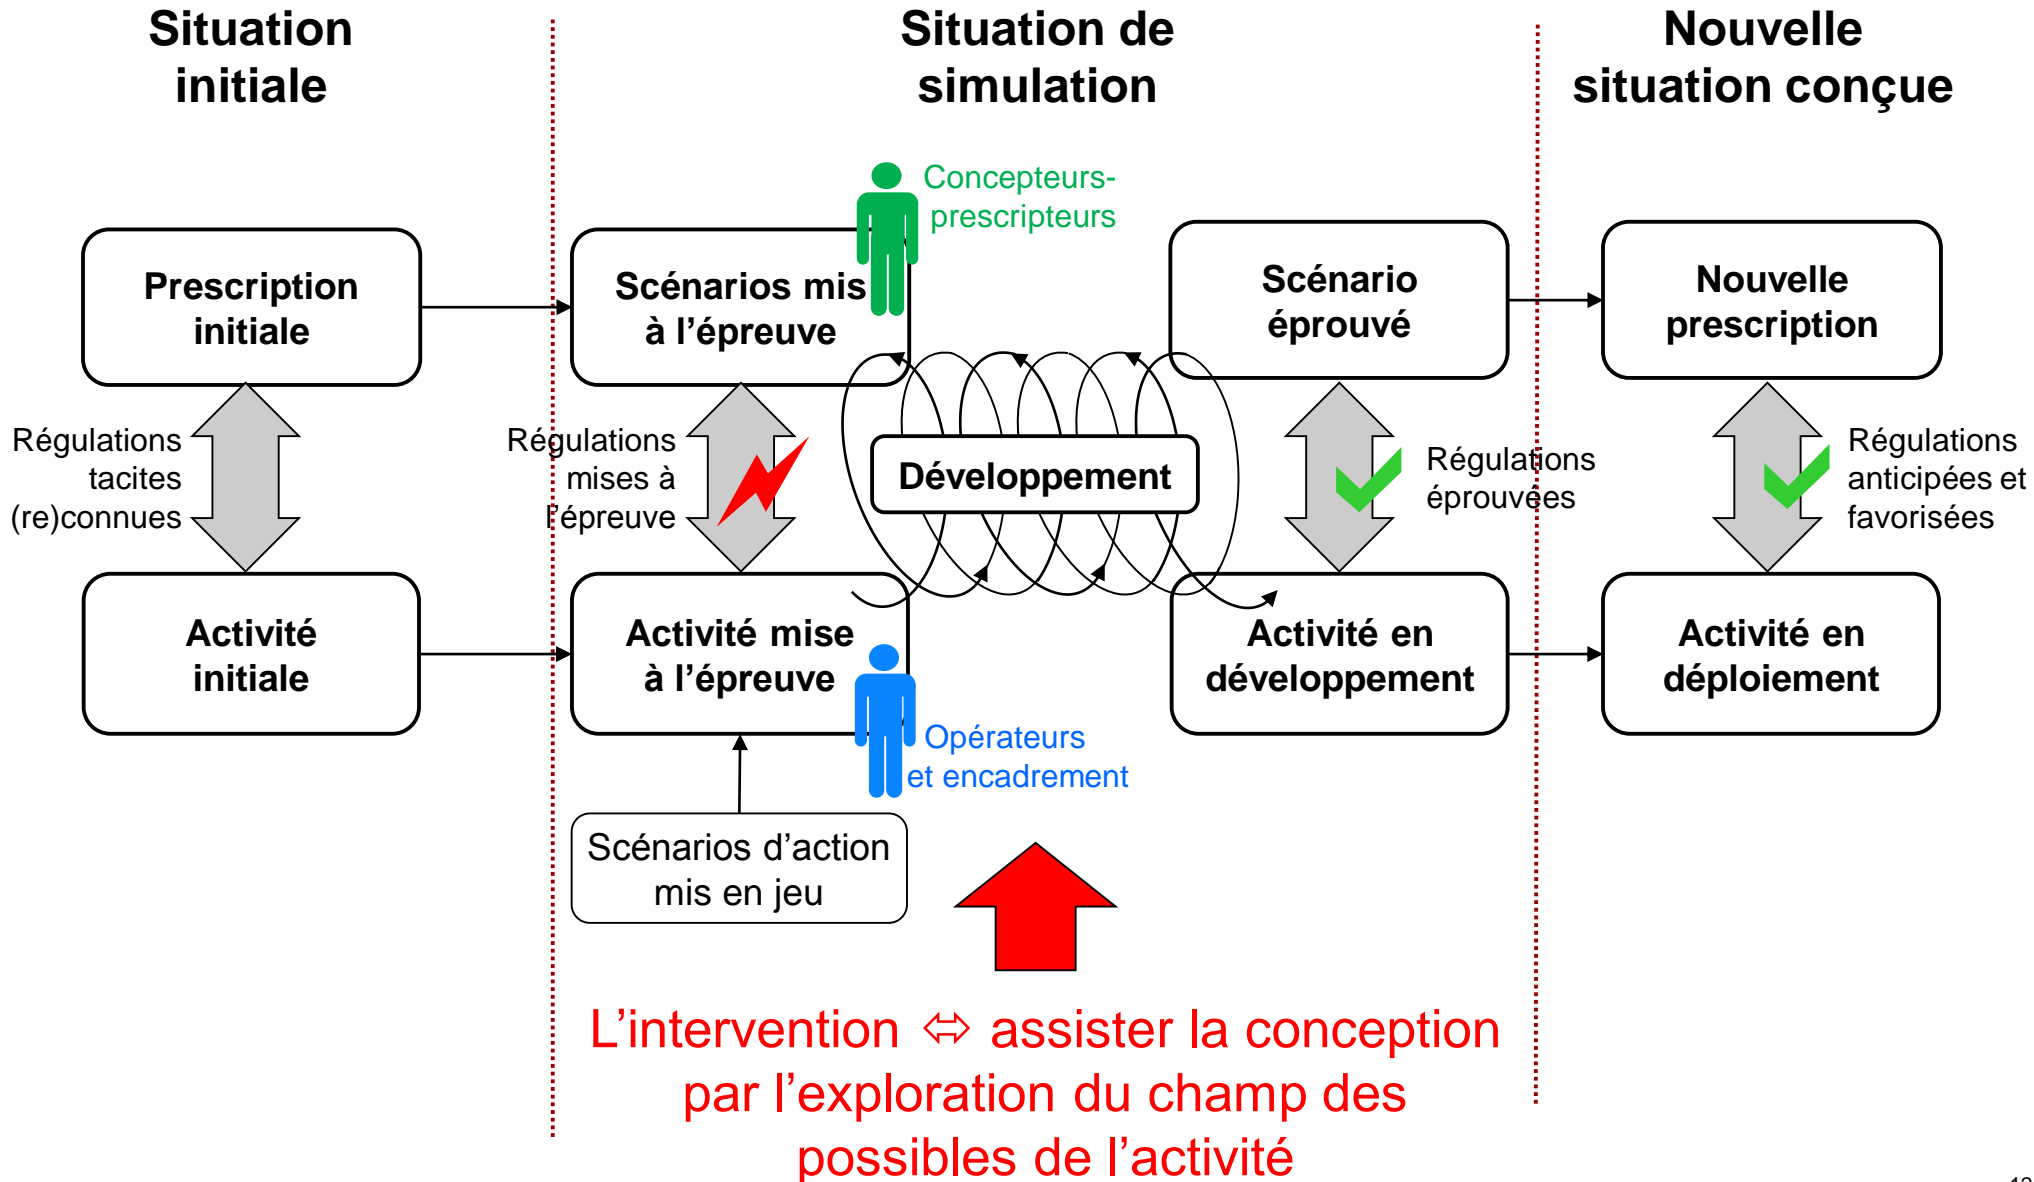 Situation
initiale
Situation de
simulation
Nouvelle
situation conçue
Concepteurs-
prescripteurs
Prescription
initiale
Scénarios mis
à l’épreuve
Scénario
éprouvé
Nouvelle
prescription
Régulations
tacites
(re)connues
Régulations
mises à
l’épreuve
Développement
Régulations
éprouvées
Régulations
anticipées et
favorisées
Activité
initiale
Activité mise
à l’épreuve
Activité en
développement
Activité en
déploiement
Opérateurs
et encadrement
Scénarios d’action
mis en jeu
L’intervention ⬄ assister la conception
par l’exploration du champ des
possibles de l’activité